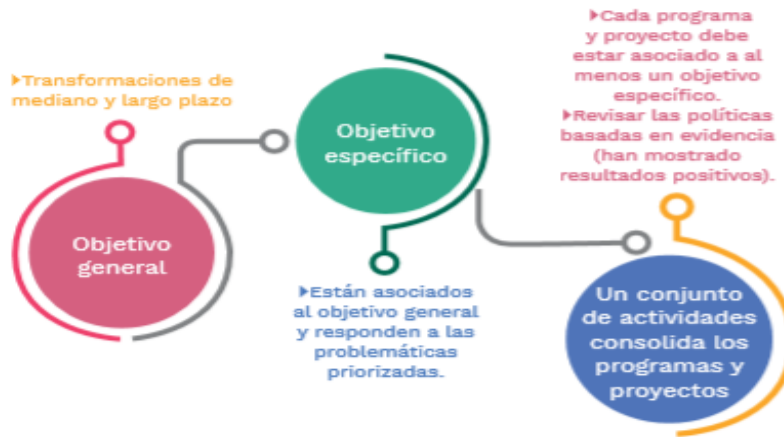 ▸Transformaciones de
mediano y largo plazo
Objetivo
general
Objetivo
específico
▸Están asociados
al objetivo general
y responden a las
problemáticas
priorizadas.
▸Cada programa
y proyecto debe
estar asociado a al
menos un objetivo
específico.
▸Revisar las políticas
basadas en evidencia
(han mostrado
resultados positivos).
Un conjunto
de actividades
consolida los
programas y
proyectos